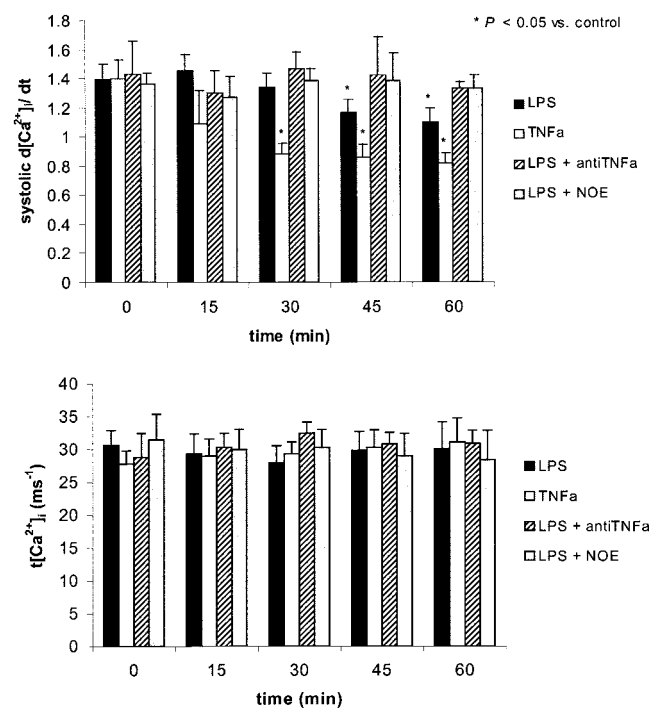 * P < 0.05 vs. control
1.8
1.6
1.4
1.2
1
0.8
0.6
0.4
0.2
0
systolic d[Ca²⁺]ᵢ/ dt
* * * * *
0 15 30 45 60
time (min)
LPS
TNFa
LPS + antiTNFa
LPS + NOE
40
35
30
25
20
15
10
5
0
t[Ca²⁺]ᵢ (ms⁻¹)
0 15 30 45 60
time (min)
LPS
TNFa
LPS + antiTNFa
LPS + NOE